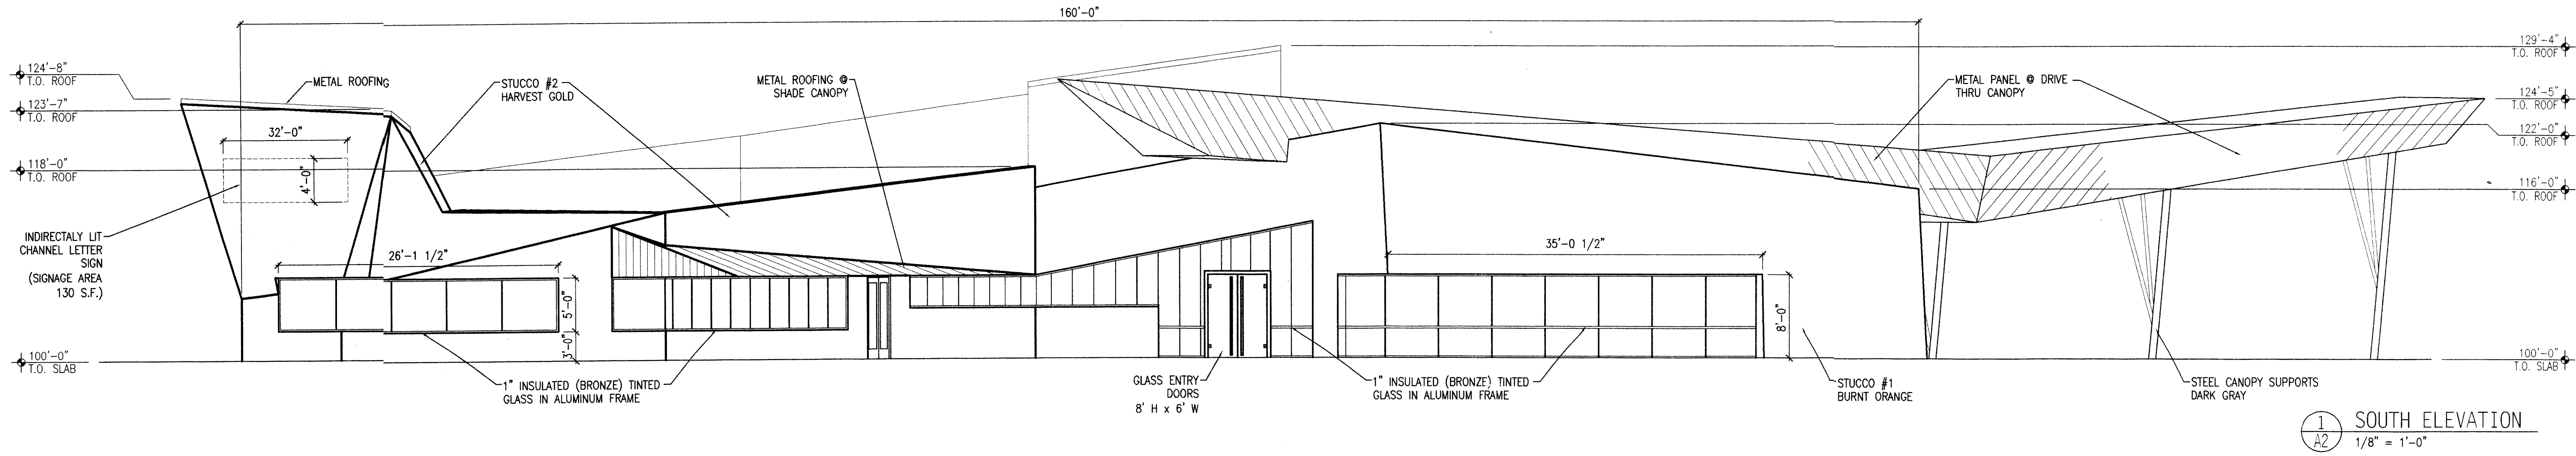 160'-0"
124'-8"
T.O. ROOF
123'-7"
T.O. ROOF
118'-0"
T.O. ROOF
100'-0"
T.O. SLAB
METAL ROOFING
32'-0"
4'-0"
STUCCO #2
HARVEST GOLD
METAL ROOFING @
SHADE CANOPY
INDIRECTALY LIT
CHANNEL LETTER
SIGN
(SIGNAGE AREA
130 S.F.)
26'-1 1/2"
5'-0"
3'-0"
1" INSULATED (BRONZE) TINTED
GLASS IN ALUMINUM FRAME
GLASS ENTRY
DOORS
8' H x 6' W
1" INSULATED (BRONZE) TINTED
GLASS IN ALUMINUM FRAME
35'-0 1/2"
8'-0"
STUCCO #1
BURNT ORANGE
METAL PANEL @ DRIVE
THRU CANOPY
STEEL CANOPY SUPPORTS
DARK GRAY
129'-4"
T.O. ROOF
124'-5"
T.O. ROOF
122'-0"
T.O. ROOF
116'-0"
T.O. ROOF
100'-0"
T.O. SLAB
1
A2
SOUTH ELEVATION
1/8" = 1'-0"